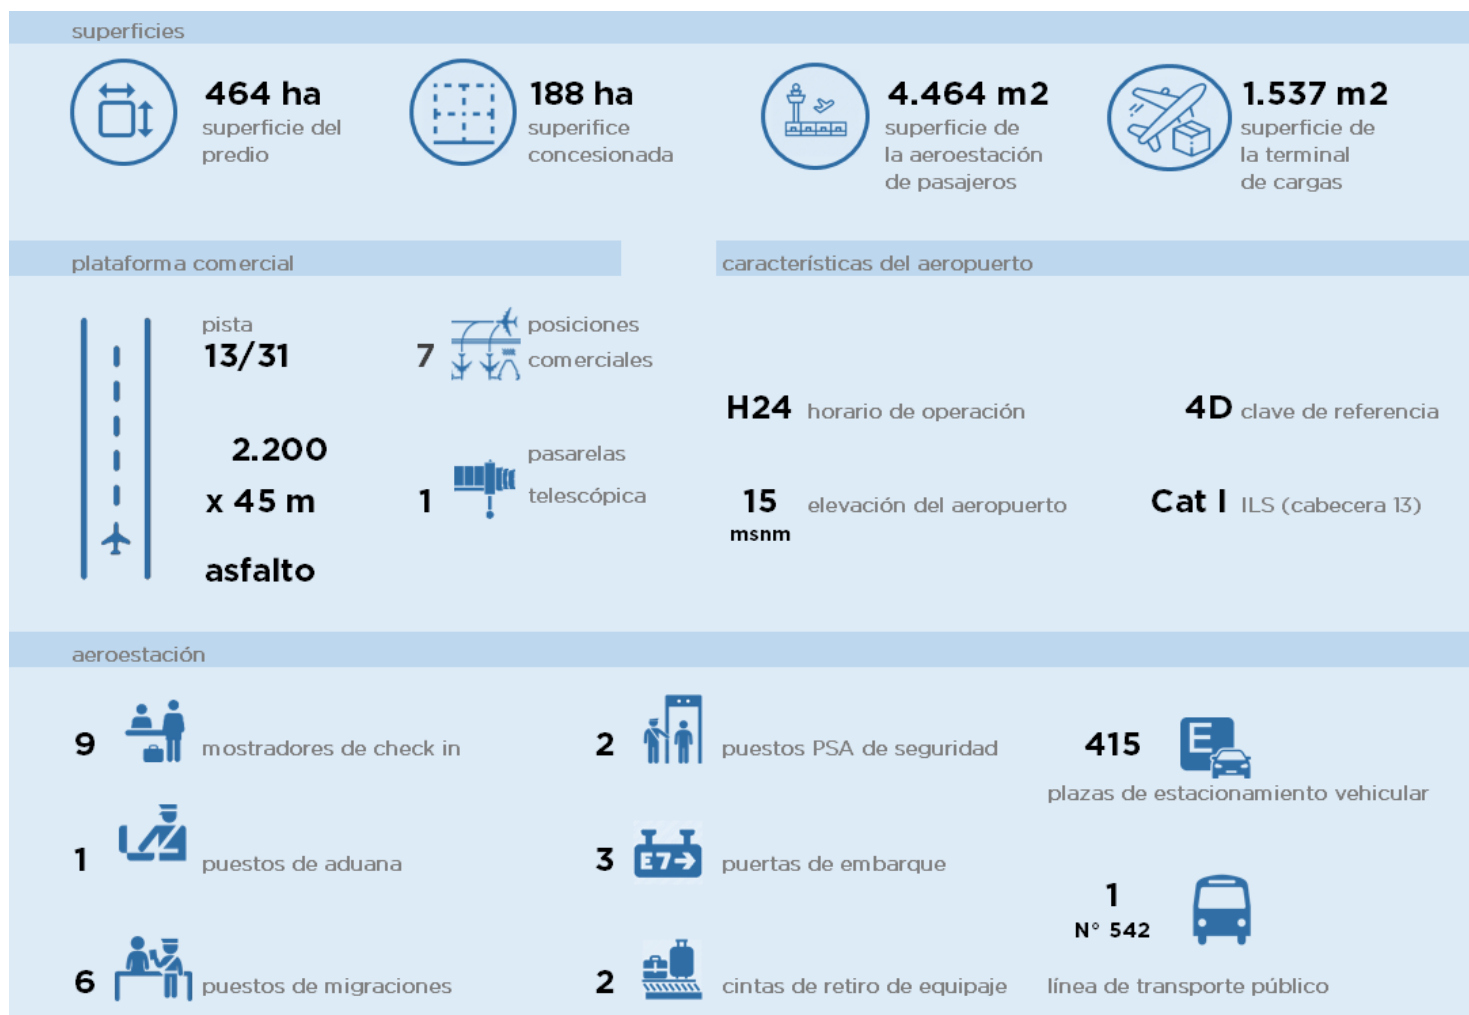 superficies
464 ha
superficie del
predio
188 ha
superifice
concesionada
4.464 m2
superficie de
la aeroestación
de pasajeros
1.537 m2
superficie de
la terminal
de cargas
plataforma comercial
pista
13/31
2.200
x 45 m
asfalto
7
posiciones
comerciales
1
pasarelas
telescópica
características del aeropuerto
H24 horario de operación
4D clave de referencia
15
msnm
elevación del aeropuerto
Cat I ILS (cabecera 13)
aeroestación
9 mostradores de check in
1 puestos de aduana
6 puestos de migraciones
2 puestos PSA de seguridad
3 E7→ puertas de embarque
2 cintas de retiro de equipaje
415 E
plazas de estacionamiento vehicular
1
N° 542
línea de transporte público